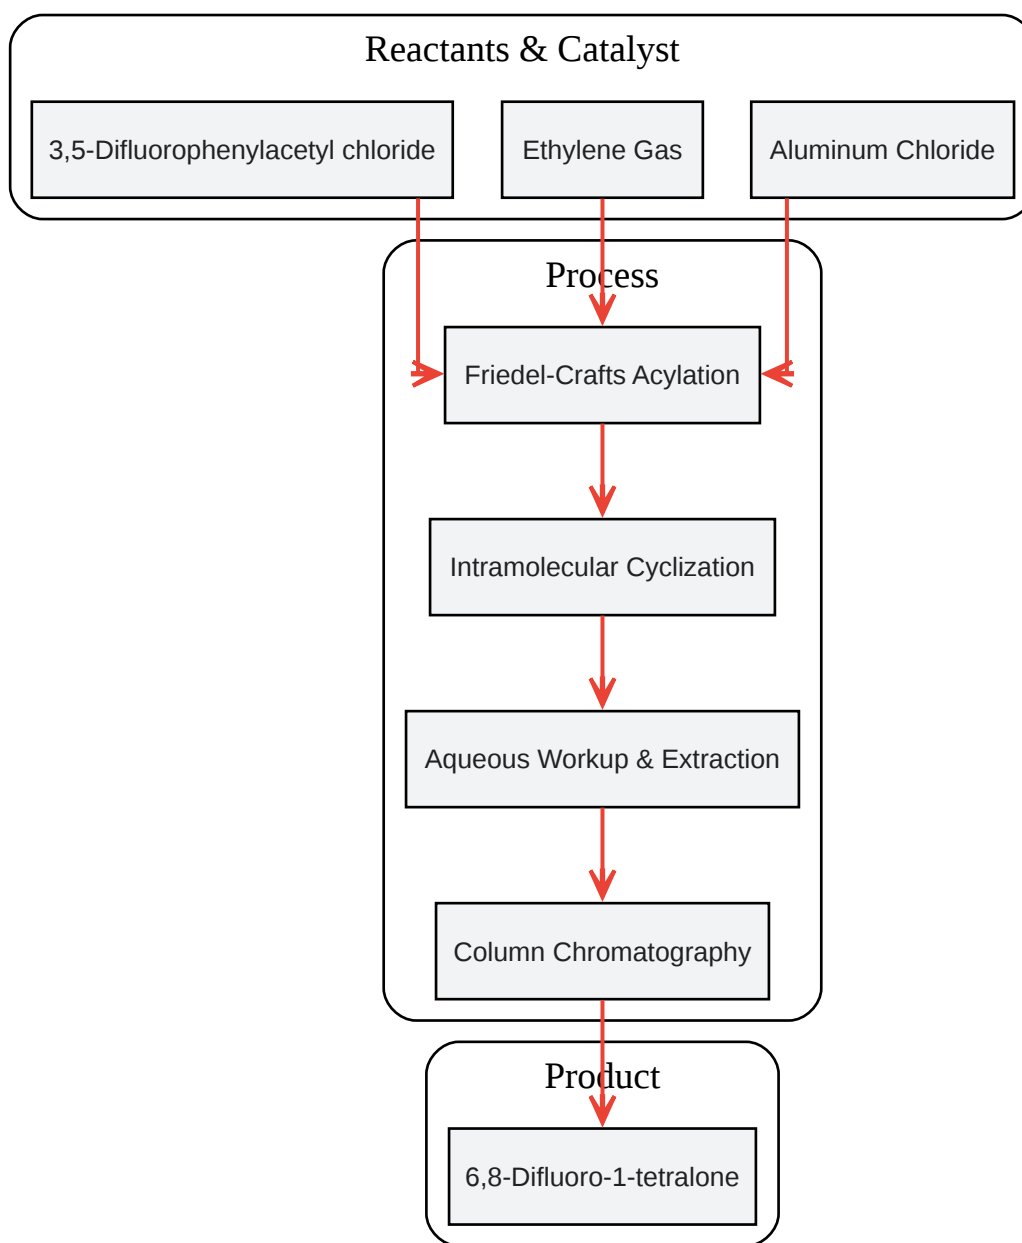 Reactants & Catalyst
3,5-Difluorophenylacetyl chloride
Ethylene Gas
Aluminum Chloride
Process
Friedel-Crafts Acylation
Intramolecular Cyclization
Aqueous Workup & Extraction
Column Chromatography
Product
6,8-Difluoro-1-tetralone